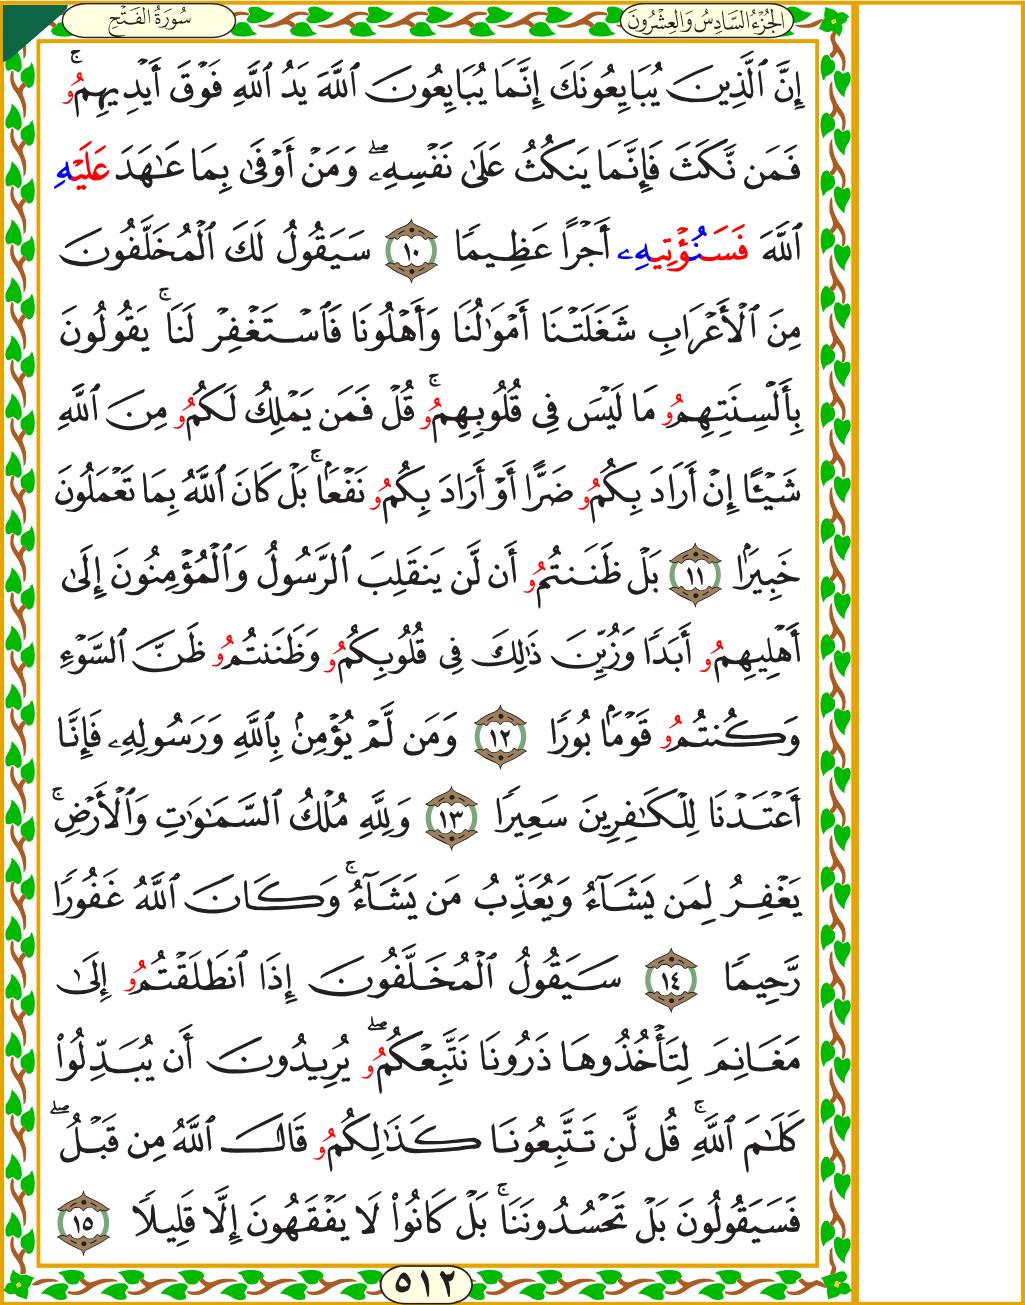 الجُزْءُ السَّادِسُ وَالعِشْرُونَ
سُورَةُ الفَتْحِ
إِنَّ ٱلَّذِينَ يُبَايِعُونَكَ إِنَّمَا يُبَايِعُونَ ٱللَّهَ يَدُ ٱللَّهِ فَوْقَ أَيْدِيهِمُۥۚ
فَمَن نَّكَثَ فَإِنَّمَا يَنكُثُ عَلَىٰ نَفْسِهِۦۖ وَمَنْ أَوْفَىٰ بِمَا عَـٰهَدَ عَلَيْهِ
ٱللَّهَ فَسَنُؤْتِيهِۦ أَجْرًا عَظِيمًا ١٠ سَيَقُولُ لَكَ ٱلْمُخَلَّفُونَ
مِنَ ٱلْأَعْرَابِ شَغَلَتْنَا أَمْوَٰلُنَا وَأَهْلُونَا فَٱسْتَغْفِرْ لَنَاۚ يَقُولُونَ
بِأَلْسِنَتِهِمُۥ مَا لَيْسَ فِى قُلُوبِهِمُۥۚ قُلْ فَمَن يَمْلِكُ لَكُمُۥ مِنَ ٱللَّهِ
شَيْـًٔا إِنْ أَرَادَ بِكُمُۥ ضَرًّا أَوْ أَرَادَ بِكُمُۥ نَفْعَۢاۚ بَلْ كَانَ ٱللَّهُ بِمَا تَعْمَلُونَ
خَبِيرَۢا ١١ بَلْ ظَنَنتُمُۥ أَن لَّن يَنقَلِبَ ٱلرَّسُولُ وَٱلْمُؤْمِنُونَ إِلَىٰ
أَهْلِيهِمُۥ أَبَدًا وَزُيِّنَ ذَٰلِكَ فِى قُلُوبِكُمُۥ وَظَنَنتُمُۥ ظَنَّ ٱلسَّوْءِ
وَكُنتُمُۥ قَوْمَۢا بُورًا ١٢ وَمَن لَّمْ يُؤْمِنۢ بِٱللَّهِ وَرَسُولِهِۦ فَإِنَّا
أَعْتَدْنَا لِلْكَـٰفِرِينَ سَعِيرًا ١٣ وَلِلَّهِ مُلْكُ ٱلسَّمَـٰوَٰتِ وَٱلْأَرْضِۚ
يَغْفِرُ لِمَن يَشَآءُ وَيُعَذِّبُ مَن يَشَآءُۚ وَكَانَ ٱللَّهُ غَفُورًا
رَّحِيمًا ١٤ سَيَقُولُ ٱلْمُخَلَّفُونَ إِذَا ٱنطَلَقْتُمُۥ إِلَىٰ
مَغَانِمَ لِتَأْخُذُوهَا ذَرُونَا نَتَّبِعْكُمُۥۖ يُرِيدُونَ أَن يُبَدِّلُوا۟
كَلَـٰمَ ٱللَّهِۚ قُل لَّن تَتَّبِعُونَا كَذَٰلِكُمُۥ قَالَ ٱللَّهُ مِن قَبْلُۖ
فَسَيَقُولُونَ بَلْ تَحْسُدُونَنَاۚ بَلْ كَانُوا۟ لَا يَفْقَهُونَ إِلَّا قَلِيلًا ١٥
٥١٢